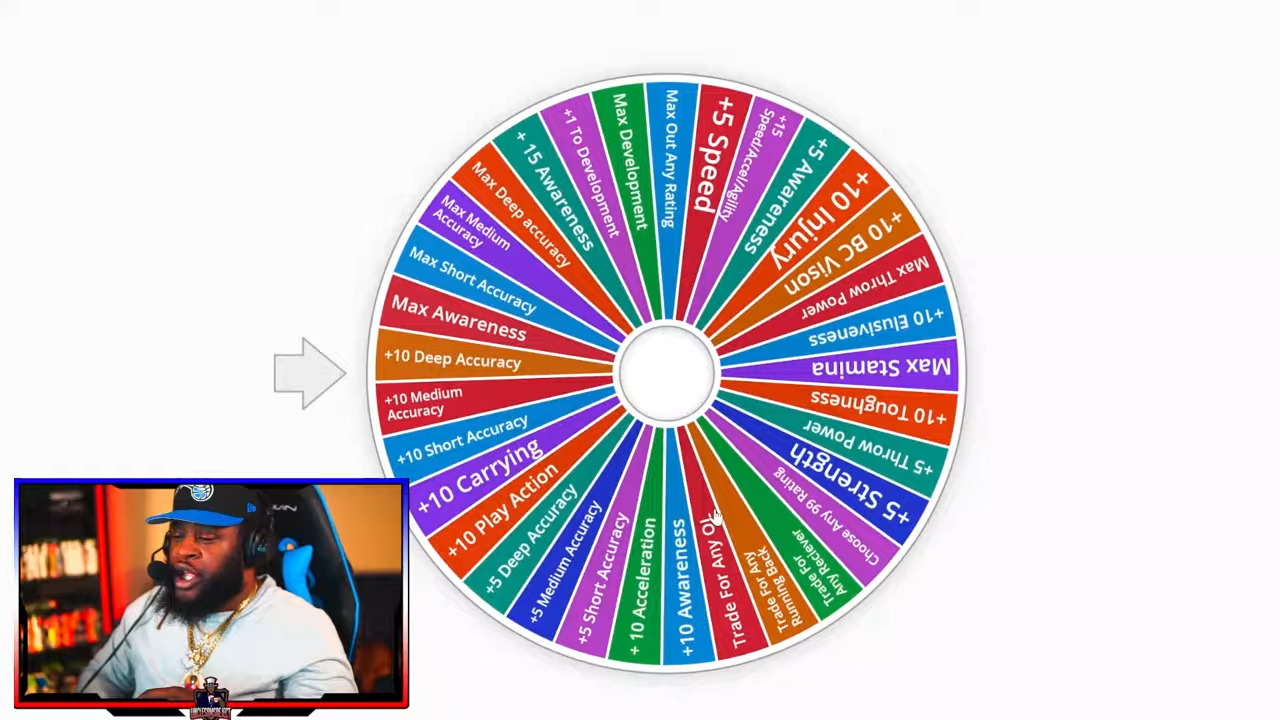 Max Out Any Rating
+5 Speed
+15
Speed/Accel/Agility
+5 Awareness
+10 Injury
+10 BC Vison
Max Throw Power
+10 Elusiveness
Max Stamina
+10 Toughness
+5 Throw Power
+5 Strength
Choose Any 99 Rating
Trade For
Any Reciever
Trade For Any
Running Back
Trade For Any
+10 Awareness
+ 10 Acceleration
+5 Short Accuracy
+5 Medium Accuracy
+5 Deep Accuracy
+10 Play Action
+10 Carrying
+10 Short Accuracy
+10 Medium
Accuracy
+10 Deep Accuracy
Max Awareness
Max Short Accuracy
Max Medium
Accuracy
Max Deep accuracy
+ 15 Awareness
+1 To Development
Max Development
UNCLESAMSREJECT